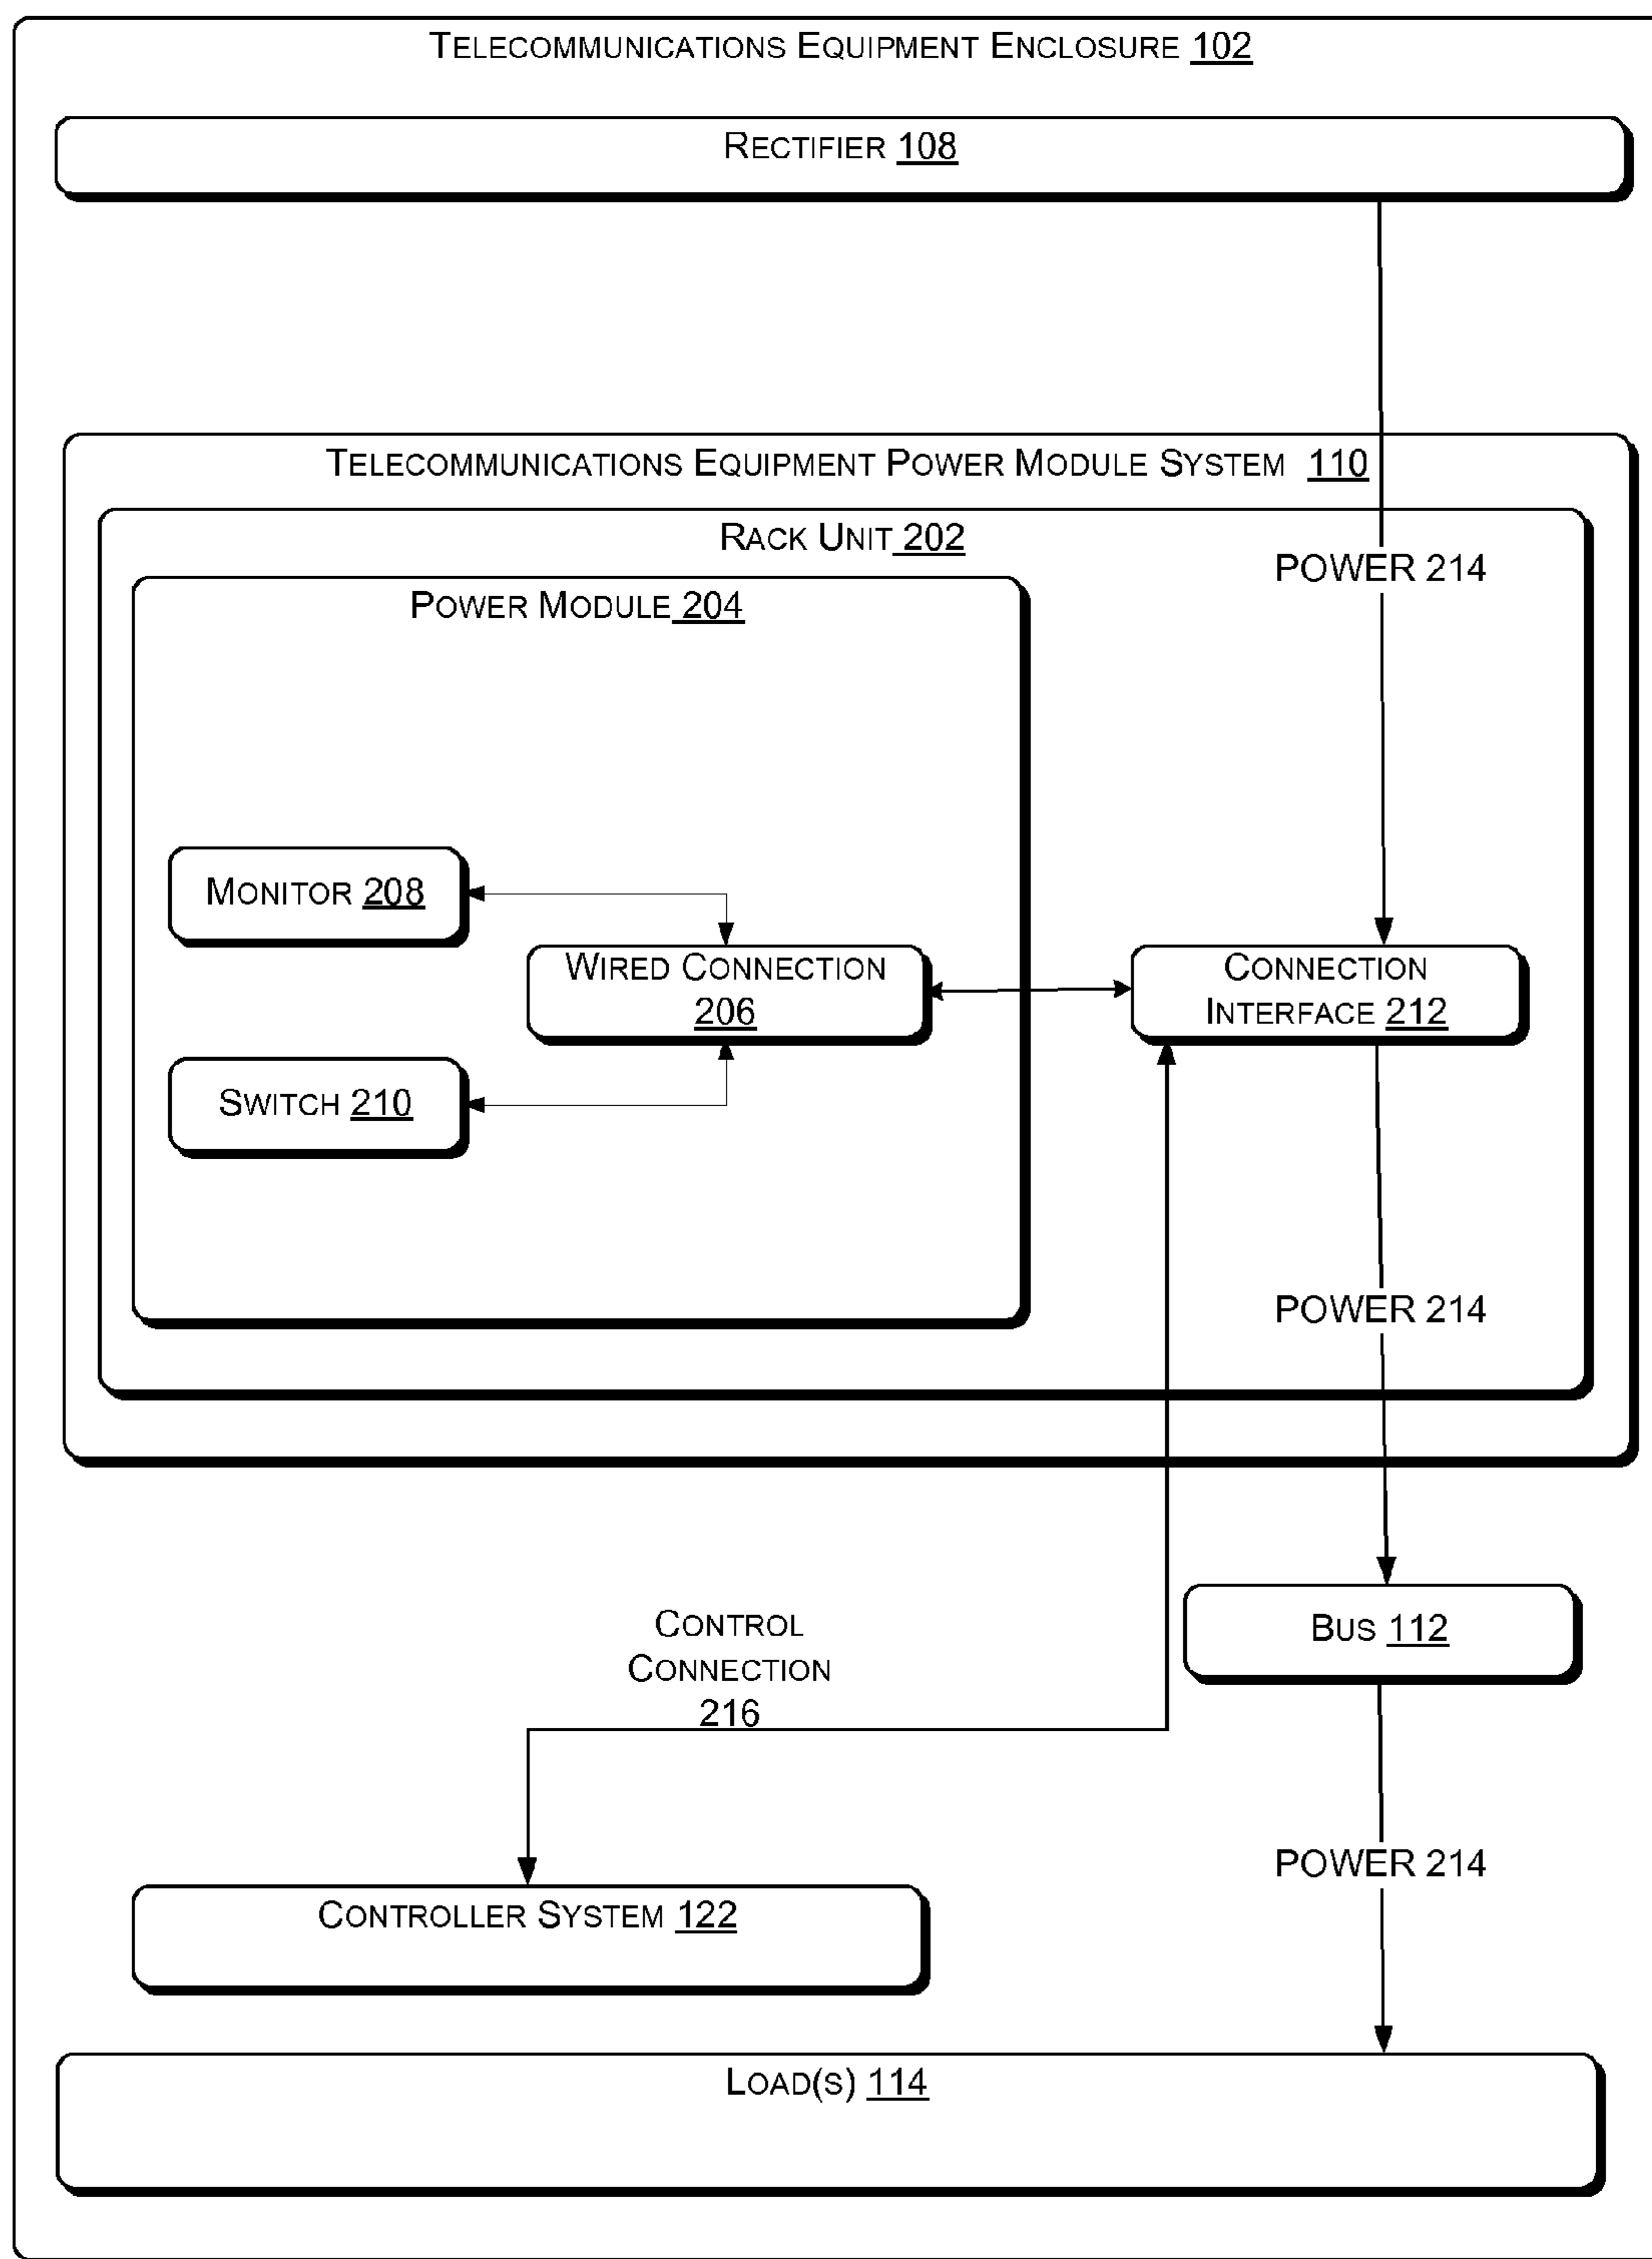 TELECOMMUNICATIONS EQUIPMENT ENCLOSURE 102
RECTIFIER 108
TELECOMMUNICATIONS EQUIPMENT POWER MODULE SYSTEM 110
RACK UNIT 202
POWER 214
POWER MODULE 204
MONITOR 208
WIRED CONNECTION
206
CONNECTION
INTERFACE 212
SWITCH 210
POWER 214
BUS 112
CONTROL
CONNECTION
216
POWER 214
CONTROLLER SYSTEM 122
LOAD(S) 114